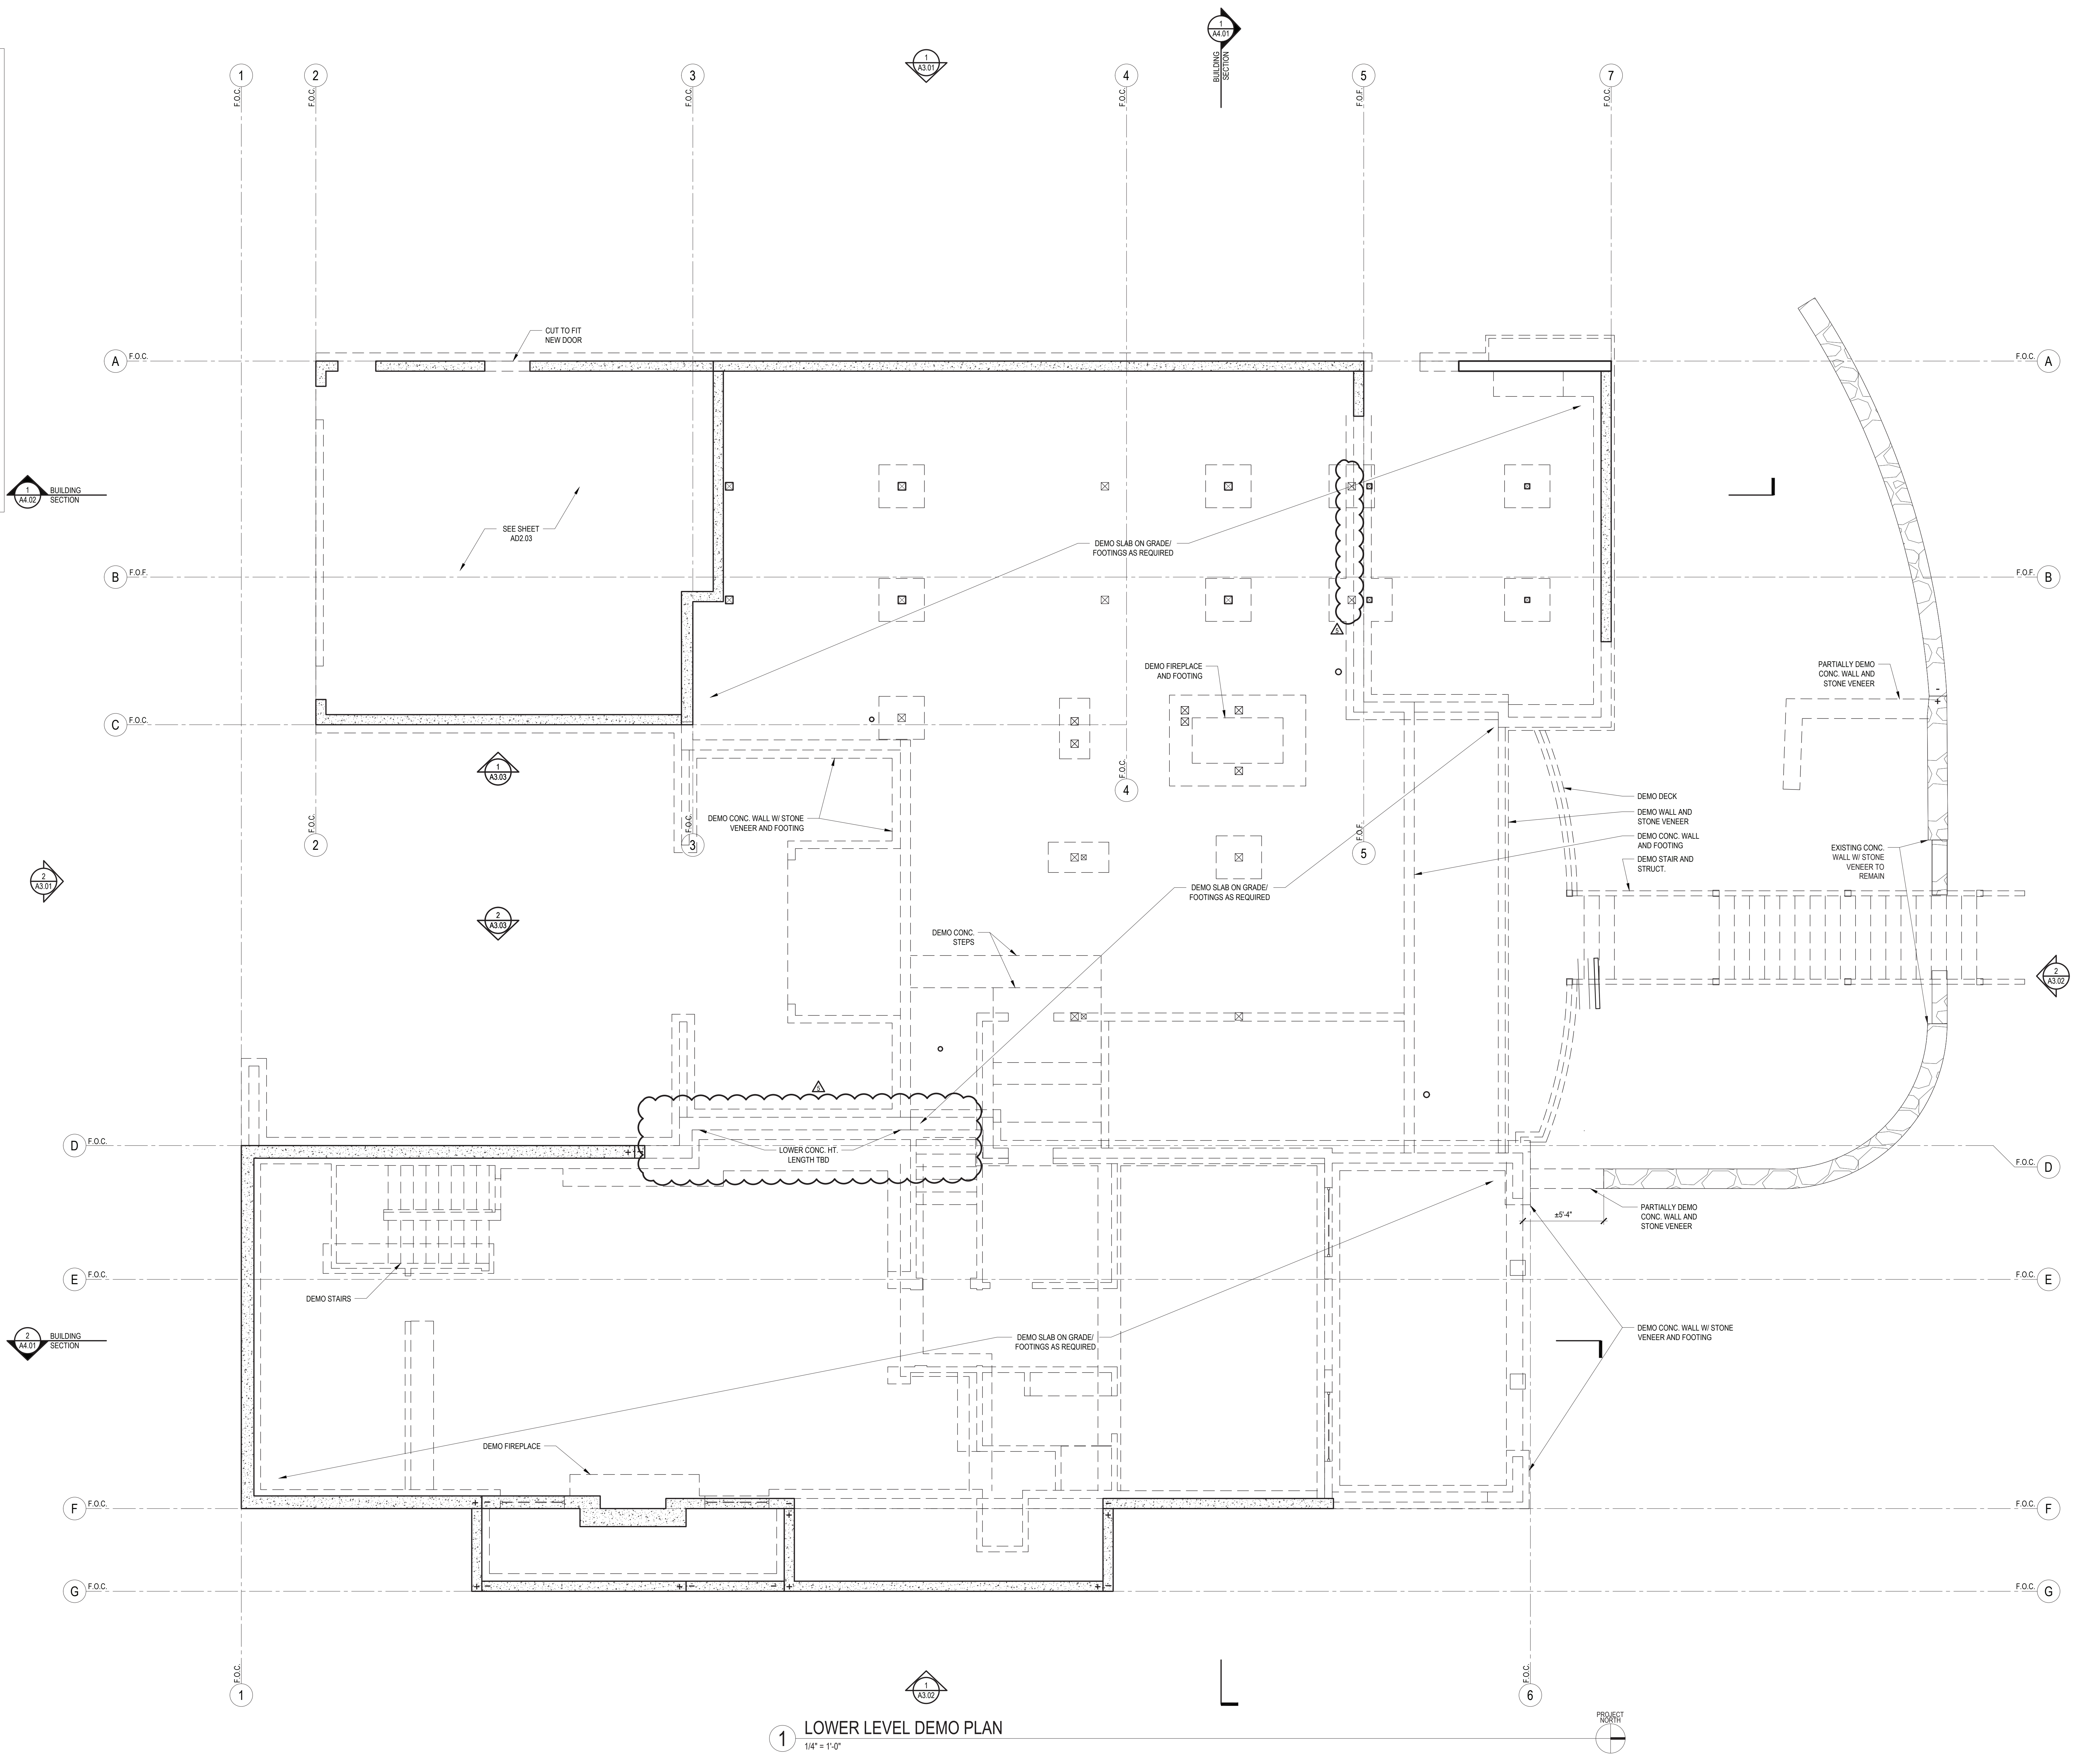 1
A4.01
BUILDING
SECTION
1
A3.01
1
2
3
4
5
7
F.O.C.
F.O.C.
F.O.C.
F.O.C.
F.O.F.
F.O.C.
CUT TO FIT
NEW DOOR
A
F.O.C.
F.O.C.
A
1
A4.02
BUILDING
SECTION
SEE SHEET
AD2.03
DEMO SLAB ON GRADE/
FOOTINGS AS REQUIRED
B
F.O.F.
F.O.F.
B
DEMO FIREPLACE
AND FOOTING
PARTIALLY DEMO
CONC. WALL AND
STONE VENEER
-
+
C
F.O.C.
1
A3.03
F.O.C.
4
DEMO DECK
DEMO WALL AND
STONE VENEER
DEMO CONC. WALL W/ STONE
VENEER AND FOOTING
F.O.C.
2
F.O.C.
3
F.O.F.
5
DEMO CONC. WALL
AND FOOTING
DEMO STAIR AND
STRUCT.
EXISTING CONC.
WALL W/ STONE
VENEER TO
REMAIN
2
A3.01
DEMO SLAB ON GRADE/
FOOTINGS AS REQUIRED
2
A3.03
DEMO CONC.
STEPS
2
A3.02
D
F.O.C.
LOWER CONC. HT.
LENGTH TBD
+
-
F.O.C.
D
PARTIALLY DEMO
CONC. WALL AND
STONE VENEER
±5'-4"
E
F.O.C.
F.O.C.
E
DEMO STAIRS
2
A4.01
BUILDING
SECTION
DEMO SLAB ON GRADE/
FOOTINGS AS REQUIRED
DEMO CONC. WALL W/ STONE
VENEER AND FOOTING
DEMO FIREPLACE
F
F.O.C.
+
-
-
+
-
+
F.O.C.
F
G
F.O.C.
+
-
+
-
-
+
+
-
F.O.C.
G
F.O.C.
1
1
A3.02
F.O.C.
6
1
LOWER LEVEL DEMO PLAN
1/4" = 1'-0"
PROJECT
NORTH